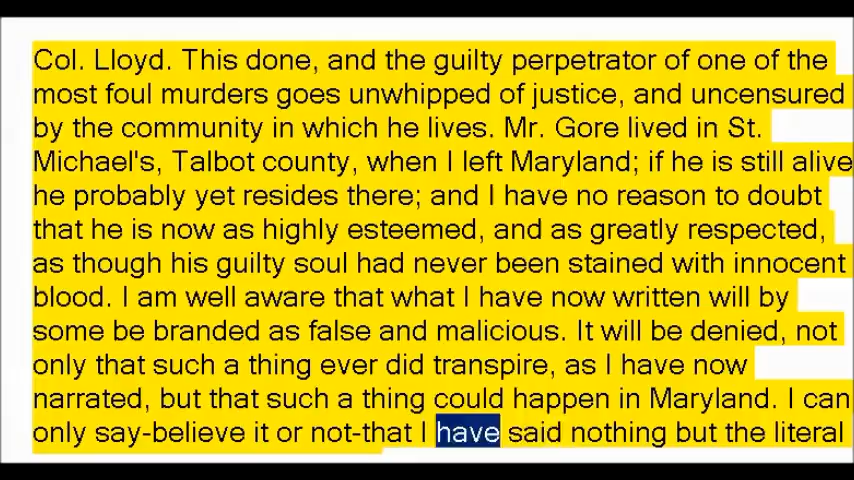 Col. Lloyd. This done, and the guilty perpetrator of one of the
most foul murders goes unwhipped of justice, and uncensured
by the community in which he lives. Mr. Gore lived in St.
Michael's, Talbot county, when I left Maryland; if he is still alive
he probably yet resides there; and I have no reason to doubt
that he is now as highly esteemed, and as greatly respected,
as though his guilty soul had never been stained with innocent
blood. I am well aware that what I have now written will by
some be branded as false and malicious. It will be denied, not
only that such a thing ever did transpire, as I have now
narrated, but that such a thing could happen in Maryland. I can
only say-believe it or not-that I have said nothing but the literal